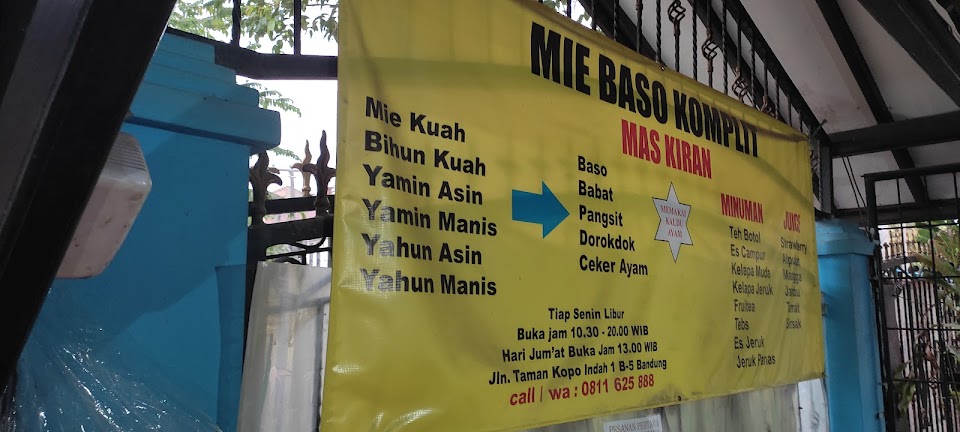 MIE BASO KOMPLIT
MAS KIRAN
Mie Kuah
Bihun Kuah
Yamin Asin
Yamin Manis
Yahun Asin
Yahun Manis
Baso
Babat
Pangsit
Dorokdok
Ceker Ayam
MEMAKAI
KALDU
AYAM
MINUMAN
Teh Botol
Es Campur
Kelapa Muda
Kelapa Jeruk
Fruitea
Tebs
Es Jeruk
Jeruk Panas
JUICE
Strawberry
Alpukat
Mangga
Jambu
Tomat
Sirsak
Tiap Senin Libur
Buka jam 10.30 - 20.00 WIB
Hari Jum'at Buka Jam 13.00 WIB
Jln. Taman Kopo Indah 1 B-5 Bandung
call / wa : 0811 625 888
PESANAN